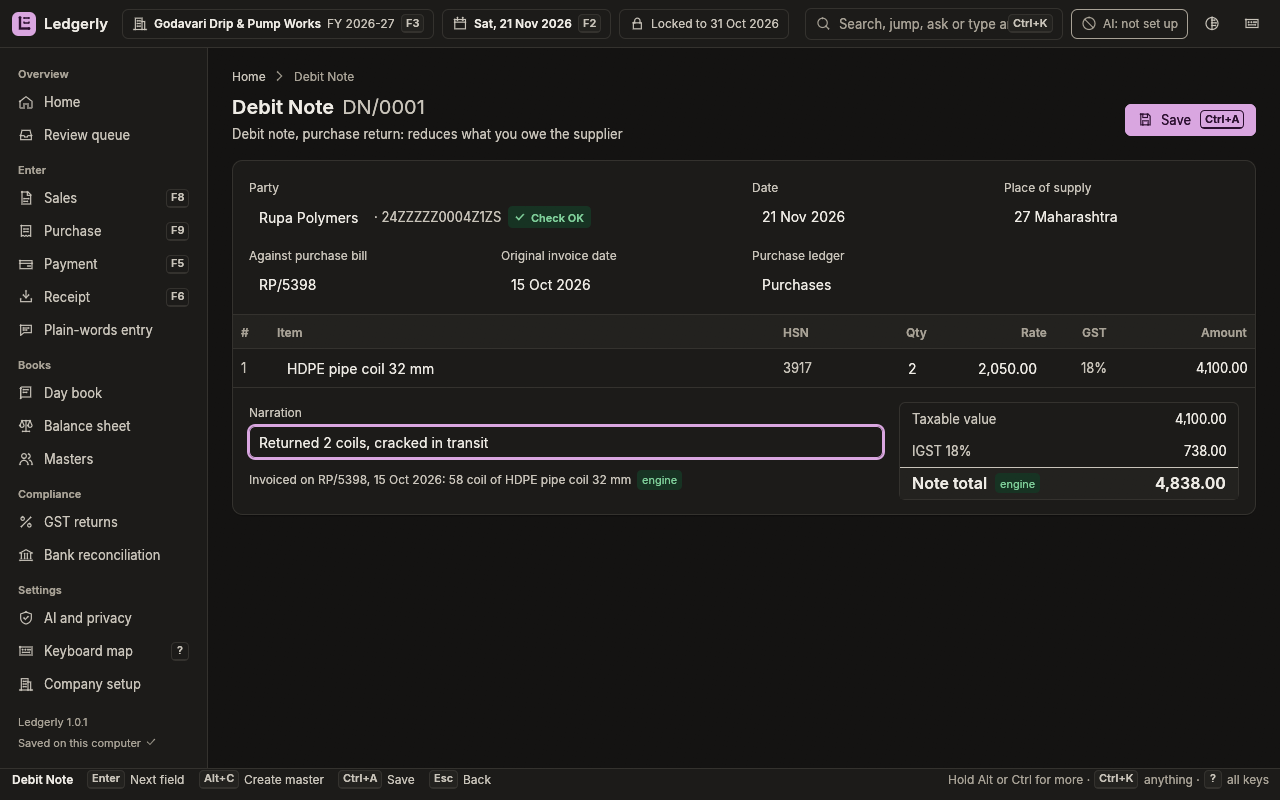 Ledgerly
Godavari Drip & Pump Works FY 2026-27 F3
Sat, 21 Nov 2026 F2
Locked to 31 Oct 2026
Search, jump, ask or type a Ctrl+K
AI: not set up
Overview
Home
Review queue
Enter
Sales F8
Purchase F9
Payment F5
Receipt F6
Plain-words entry
Books
Day book
Balance sheet
Masters
Compliance
GST returns
Bank reconciliation
Settings
AI and privacy
Keyboard map ?
Company setup
Ledgerly 1.0.1
Saved on this computer
Home > Debit Note
Debit Note DN/0001
Debit note, purchase return: reduces what you owe the supplier
Save Ctrl+A
Party Date Place of supply
Rupa Polymers · 24ZZZZZ0004Z1ZS Check OK 21 Nov 2026 27 Maharashtra
Against purchase bill Original invoice date Purchase ledger
RP/5398 15 Oct 2026 Purchases
# Item HSN Qty Rate GST Amount
1 HDPE pipe coil 32 mm 3917 2 2,050.00 18% 4,100.00
Narration
Returned 2 coils, cracked in transit
Invoiced on RP/5398, 15 Oct 2026: 58 coil of HDPE pipe coil 32 mm engine
Taxable value 4,100.00
IGST 18% 738.00
Note total engine 4,838.00
Debit Note Enter Next field Alt+C Create master Ctrl+A Save Esc Back
Hold Alt or Ctrl for more · Ctrl+K anything · ? all keys